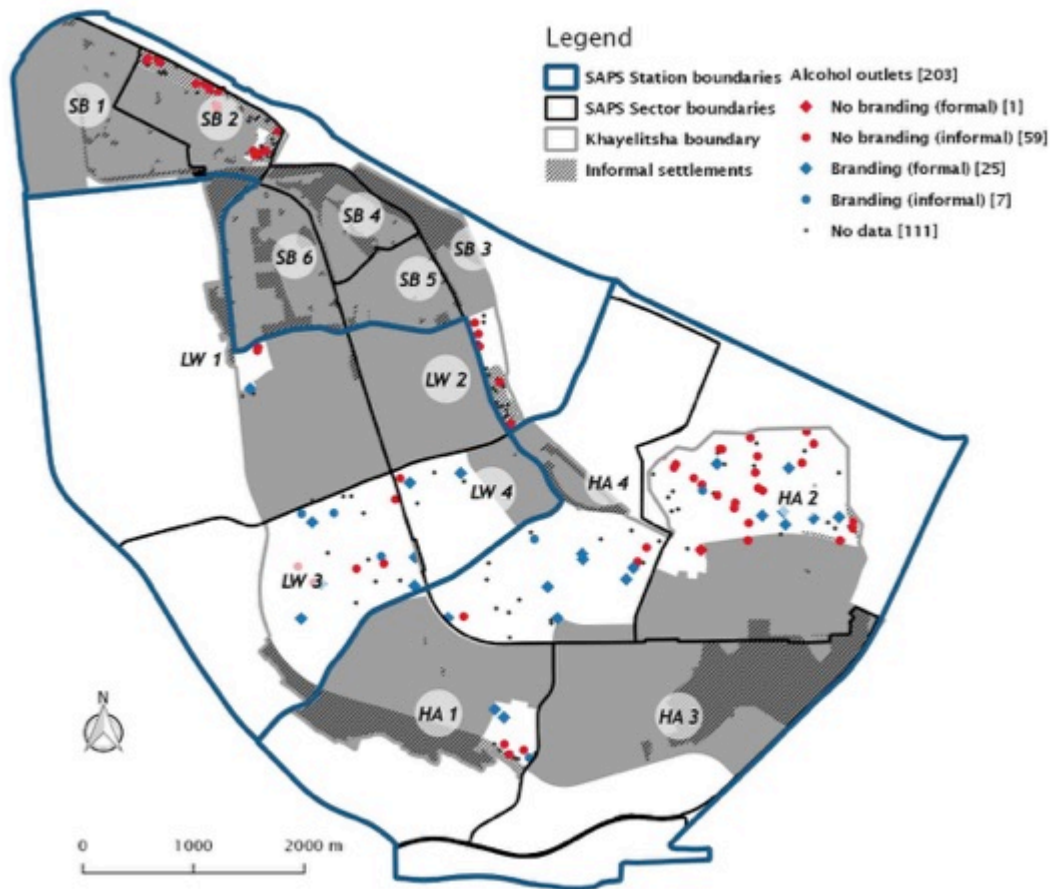 Legend
SAPS Station boundaries
SAPS Sector boundaries
Khayelitsha boundary
Informal settlements
Alcohol outlets [203]
No branding (formal) [1]
No branding (informal) [59]
Branding (formal) [25]
Branding (informal) [7]
No data [111]
SB 1
SB 2
SB 4
SB 3
SB 6
SB 5
LW 1
LW 2
LW 4
HA 4
HA 2
LW 3
HA 1
HA 3
N
0 1000 2000 m